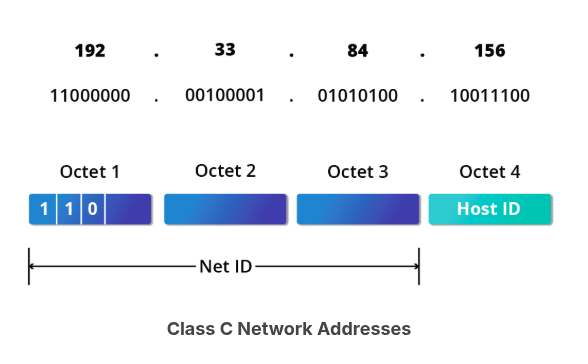 192 . 33 . 84 . 156
11000000 . 00100001 . 01010100 . 10011100
Octet 1 Octet 2 Octet 3 Octet 4
1 1 0 Host ID
Net ID
Class C Network Addresses